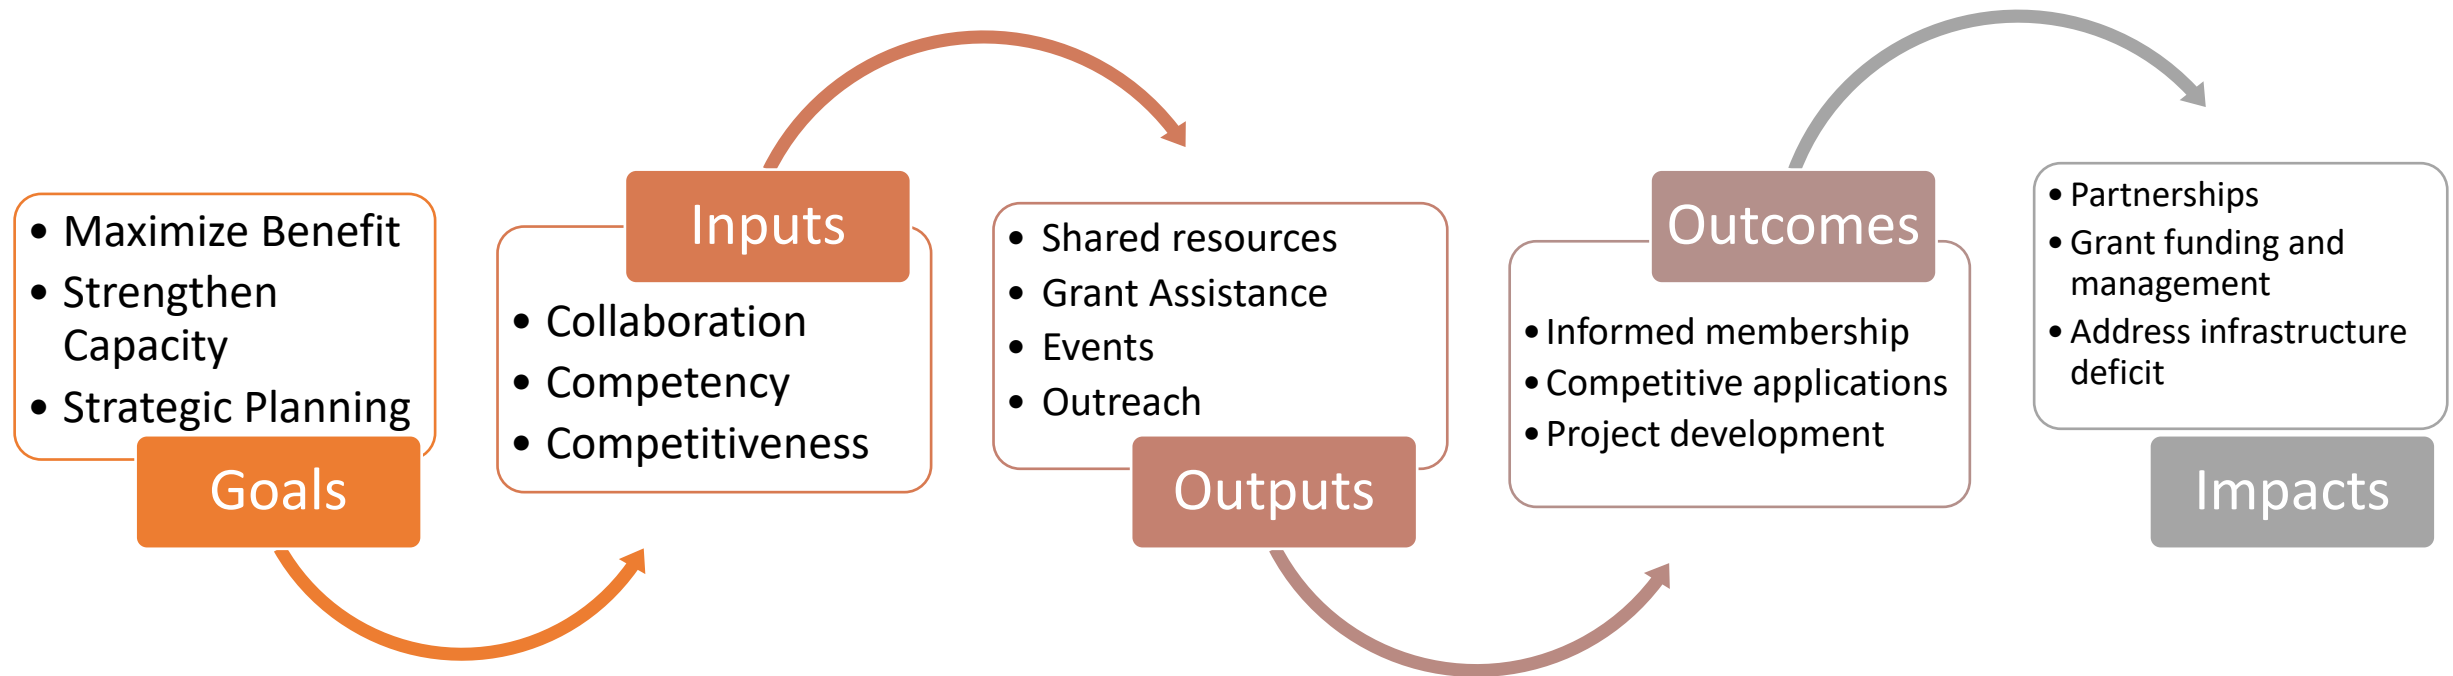 • Maximize Benefit
• Strengthen
Capacity
• Strategic Planning
Goals
Inputs
• Collaboration
• Competency
• Competitiveness
• Shared resources
• Grant Assistance
• Events
• Outreach
Outputs
Outcomes
• Informed membership
• Competitive applications
• Project development
• Partnerships
• Grant funding and
management
• Address infrastructure
deficit
Impacts